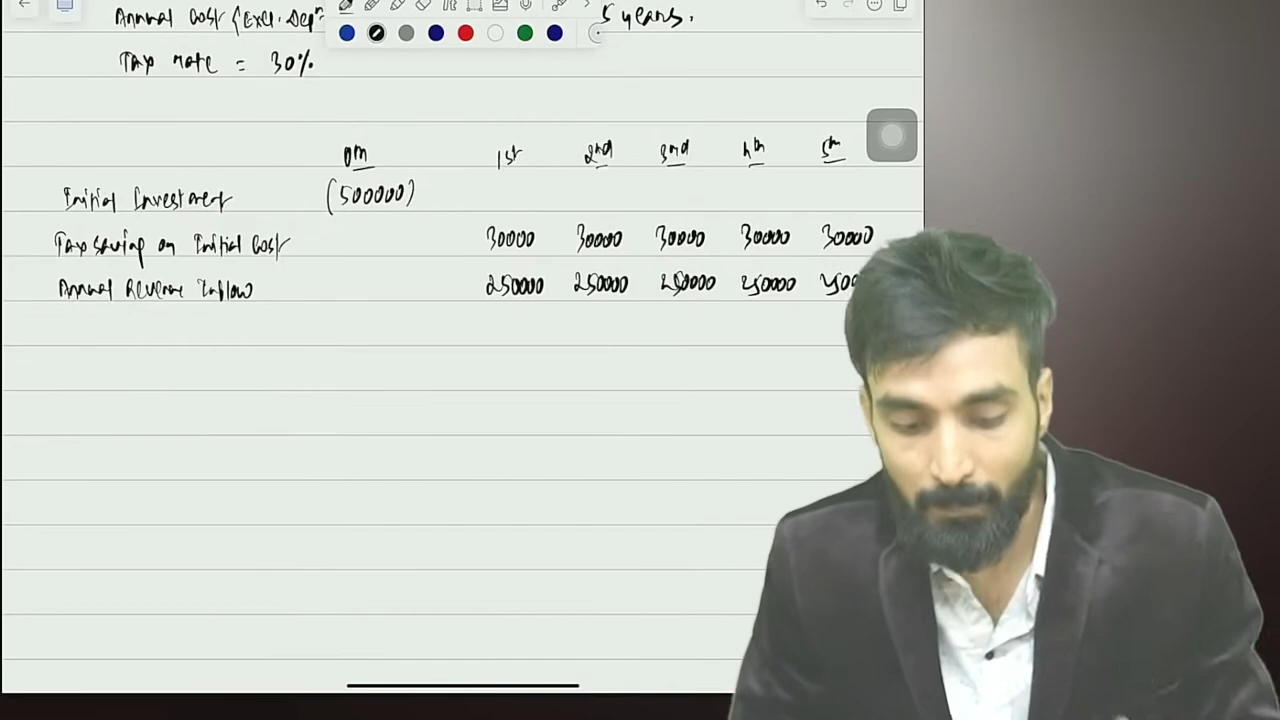 Annual Cost {Excl. Depn 5 years.
Tax rate = 30%
0th 1st 2nd 3rd 4th 5th
Initial Investment (500000)
Tax saving on Initial Cost 30000 30000 30000 30000 30000
Annual Revenue Inflow 250000 250000 250000 250000